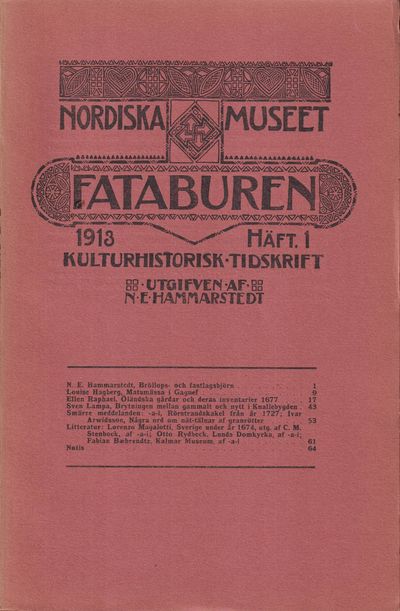 NORDISKA MUSEET
FATABUREN
1913 HÄFT. 1
KULTURHISTORISK·TIDSKRIFT
·UTGIFVEN·AF·
N·E·HAMMARSTEDT
N. E. Hammarstedt, Bröllops- och fastlagsbjörn 1
Louise Hagberg, Matsmässa i Gagnef 9
Ellen Raphael, Öländska gårdar och deras inventarier 1677 17
Sven Lampa, Brytningen mellan gammalt och nytt i Knallebygden 43
Smärre meddelanden: -a-l, Rörstrandskakel från år 1727; Ivar
Arwidsson, Några ord om nät-tälnar af granrötter 53
Litteratur: Lorenzo Magalotti, Sverige under år 1674, utg. af C. M.
Stenbock, af -a-i; Otto Rydbeck, Lunds Domkycka, af -a-i;
Fabian Bæhrendtz, Kalmar Museum, af -a-l 61
Notis 64